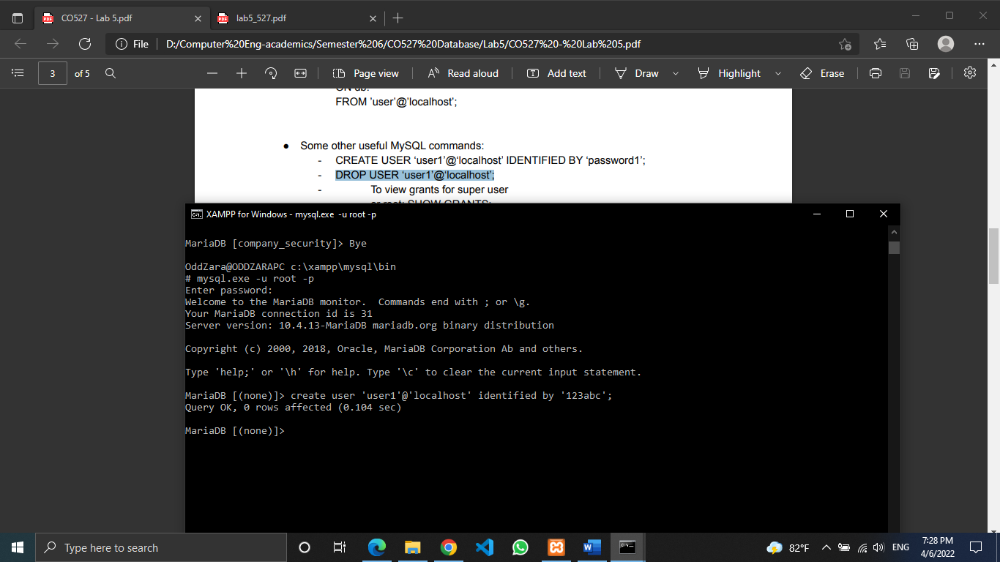 CO527 - Lab 5.pdf
lab5_527.pdf
File
D:/Computer%20Eng-academics/Semester%206/CO527%20Database/Lab5/CO527%20-%20Lab%205.pdf
3 of 5
Page view
Read aloud
Add text
Draw
Highlight
Erase
ON db.
FROM ’user’@’localhost’;
● Some other useful MySQL commands:
- CREATE USER ‘user1’@‘localhost’ IDENTIFIED BY ‘password1’;
- DROP USER ‘user1’@‘localhost’;
- To view grants for super user
or root: SHOW GRANTS;
XAMPP for Windows - mysql.exe -u root -p
MariaDB [company_security]> Bye
OddZara@ODDZARAPC c:\xampp\mysql\bin
# mysql.exe -u root -p
Enter password:
Welcome to the MariaDB monitor.  Commands end with ; or \g.
Your MariaDB connection id is 31
Server version: 10.4.13-MariaDB mariadb.org binary distribution
Copyright (c) 2000, 2018, Oracle, MariaDB Corporation Ab and others.
Type 'help;' or '\h' for help. Type '\c' to clear the current input statement.
MariaDB [(none)]> create user 'user1'@'localhost' identified by '123abc';
Query OK, 0 rows affected (0.104 sec)
MariaDB [(none)]>
Type here to search
82°F
ENG
7:28 PM
4/6/2022